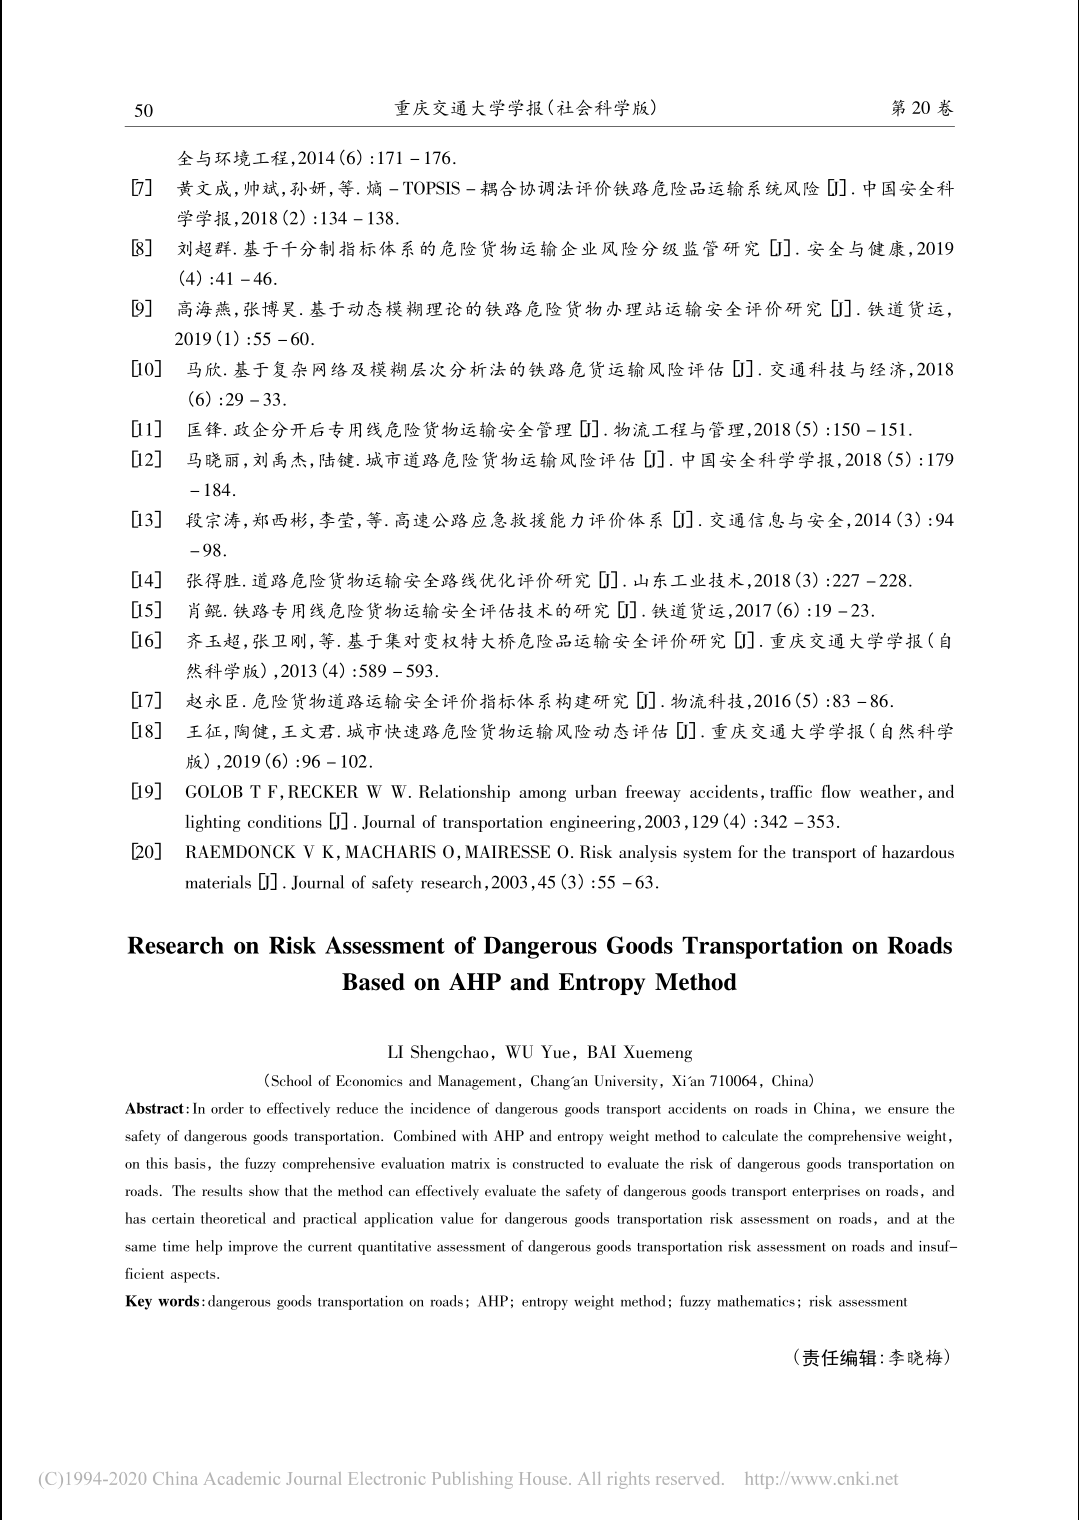 50 重庆交通大学学报(社会科学版) 第 20 卷
全与环境工程,2014(6):171-176.
[7] 黄文成,帅斌,孙妍,等.熵-TOPSIS-耦合协调法评价铁路危险品运输系统风险[J].中国安全科
学学报,2018(2):134-138.
[8] 刘超群.基于千分制指标体系的危险货物运输企业风险分级监管研究[J].安全与健康,2019
(4):41-46.
[9] 高海燕,张博昊.基于动态模糊理论的铁路危险货物办理站运输安全评价研究[J].铁道货运,
2019(1):55-60.
[10] 马欣.基于复杂网络及模糊层次分析法的铁路危货运输风险评估[J].交通科技与经济,2018
(6):29-33.
[11] 匡锋.政企分开后专用线危险货物运输安全管理[J].物流工程与管理,2018(5):150-151.
[12] 马晓丽,刘禹杰,陆键.城市道路危险货物运输风险评估[J].中国安全科学学报,2018(5):179
-184.
[13] 段宗涛,郑西彬,李莹,等.高速公路应急救援能力评价体系[J].交通信息与安全,2014(3):94
-98.
[14] 张得胜.道路危险货物运输安全路线优化评价研究[J].山东工业技术,2018(3):227-228.
[15] 肖鲲.铁路专用线危险货物运输安全评估技术的研究[J].铁道货运,2017(6):19-23.
[16] 齐玉超,张卫刚,等.基于集对变权特大桥危险品运输安全评价研究[J].重庆交通大学学报(自
然科学版),2013(4):589-593.
[17] 赵永臣.危险货物道路运输安全评价指标体系构建研究[J].物流科技,2016(5):83-86.
[18] 王征,陶健,王文君.城市快速路危险货物运输风险动态评估[J].重庆交通大学学报(自然科学
版),2019(6):96-102.
[19] GOLOB T F,RECKER W W. Relationship among urban freeway accidents,traffic flow weather,and
lighting conditions[J]. Journal of transportation engineering,2003,129(4):342-353.
[20] RAEMDONCK V K,MACHARIS O,MAIRESSE O. Risk analysis system for the transport of hazardous
materials[J]. Journal of safety research,2003,45(3):55-63.
Research on Risk Assessment of Dangerous Goods Transportation on Roads
Based on AHP and Entropy Method
LI Shengchao, WU Yue, BAI Xuemeng
(School of Economics and Management, Chang´an University, Xi´an 710064, China)
Abstract:In order to effectively reduce the incidence of dangerous goods transport accidents on roads in China, we ensure the
safety of dangerous goods transportation. Combined with AHP and entropy weight method to calculate the comprehensive weight,
on this basis, the fuzzy comprehensive evaluation matrix is constructed to evaluate the risk of dangerous goods transportation on
roads. The results show that the method can effectively evaluate the safety of dangerous goods transport enterprises on roads, and
has certain theoretical and practical application value for dangerous goods transportation risk assessment on roads, and at the
same time help improve the current quantitative assessment of dangerous goods transportation risk assessment on roads and insuf-
ficient aspects.
Key words:dangerous goods transportation on roads; AHP; entropy weight method; fuzzy mathematics; risk assessment
(责任编辑:李晓梅)
(C)1994-2020 China Academic Journal Electronic Publishing House. All rights reserved. http://www.cnki.net